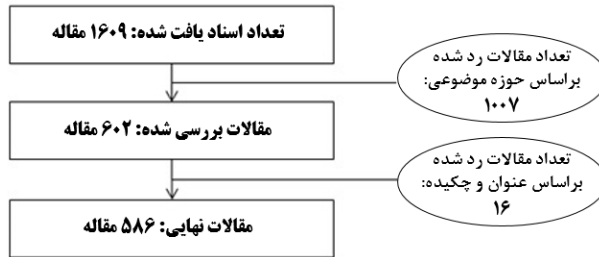 تعداد اسناد یافت شده: ۱۶۰۹ مقاله
تعداد مقالات رد شده
براساس حوزه موضوعی:
۱۰۰۷
مقالات بررسی شده: ۶۰۲ مقاله
تعداد مقالات رد شده
براساس عنوان و چکیده:
۱۶
مقالات نهایی: ۵۸۶ مقاله